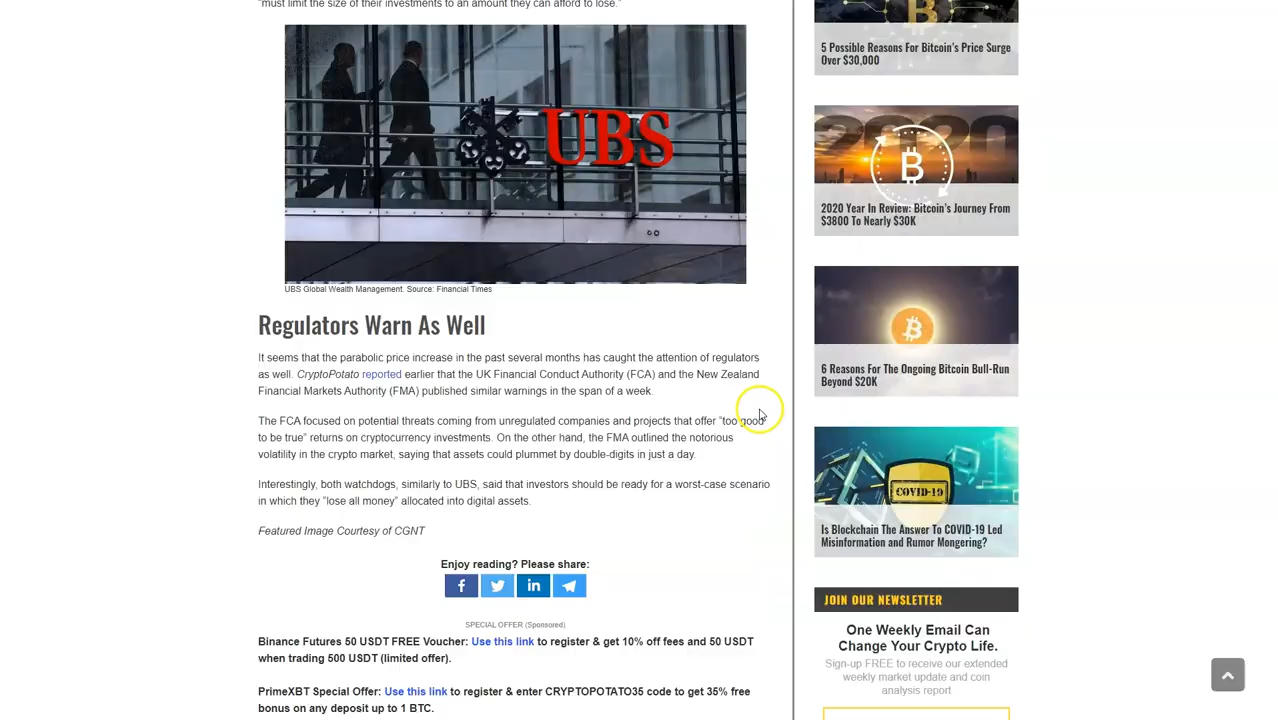 "must limit the size of their investments to an amount they can afford to lose."
UBS
UBS Global Wealth Management. Source: Financial Times
Regulators Warn As Well
It seems that the parabolic price increase in the past several months has caught the attention of regulators
as well. CryptoPotato reported earlier that the UK Financial Conduct Authority (FCA) and the New Zealand
Financial Markets Authority (FMA) published similar warnings in the span of a week.
The FCA focused on potential threats coming from unregulated companies and projects that offer "too good
to be true" returns on cryptocurrency investments. On the other hand, the FMA outlined the notorious
volatility in the crypto market, saying that assets could plummet by double-digits in just a day.
Interestingly, both watchdogs, similarly to UBS, said that investors should be ready for a worst-case scenario
in which they "lose all money" allocated into digital assets.
Featured Image Courtesy of CGNT
Enjoy reading? Please share:
SPECIAL OFFER (Sponsored)
Binance Futures 50 USDT FREE Voucher: Use this link to register & get 10% off fees and 50 USDT
when trading 500 USDT (limited offer).
PrimeXBT Special Offer: Use this link to register & enter CRYPTOPOTATO35 code to get 35% free
bonus on any deposit up to 1 BTC.
5 Possible Reasons For Bitcoin's Price Surge
Over $30,000
2020
2020 Year In Review: Bitcoin's Journey From
$3800 To Nearly $30K
6 Reasons For The Ongoing Bitcoin Bull-Run
Beyond $20K
COVID-19
Is Blockchain The Answer To COVID-19 Led
Misinformation and Rumor Mongering?
JOIN OUR NEWSLETTER
One Weekly Email Can
Change Your Crypto Life.
Sign-up FREE to receive our extended
weekly market update and coin
analysis report